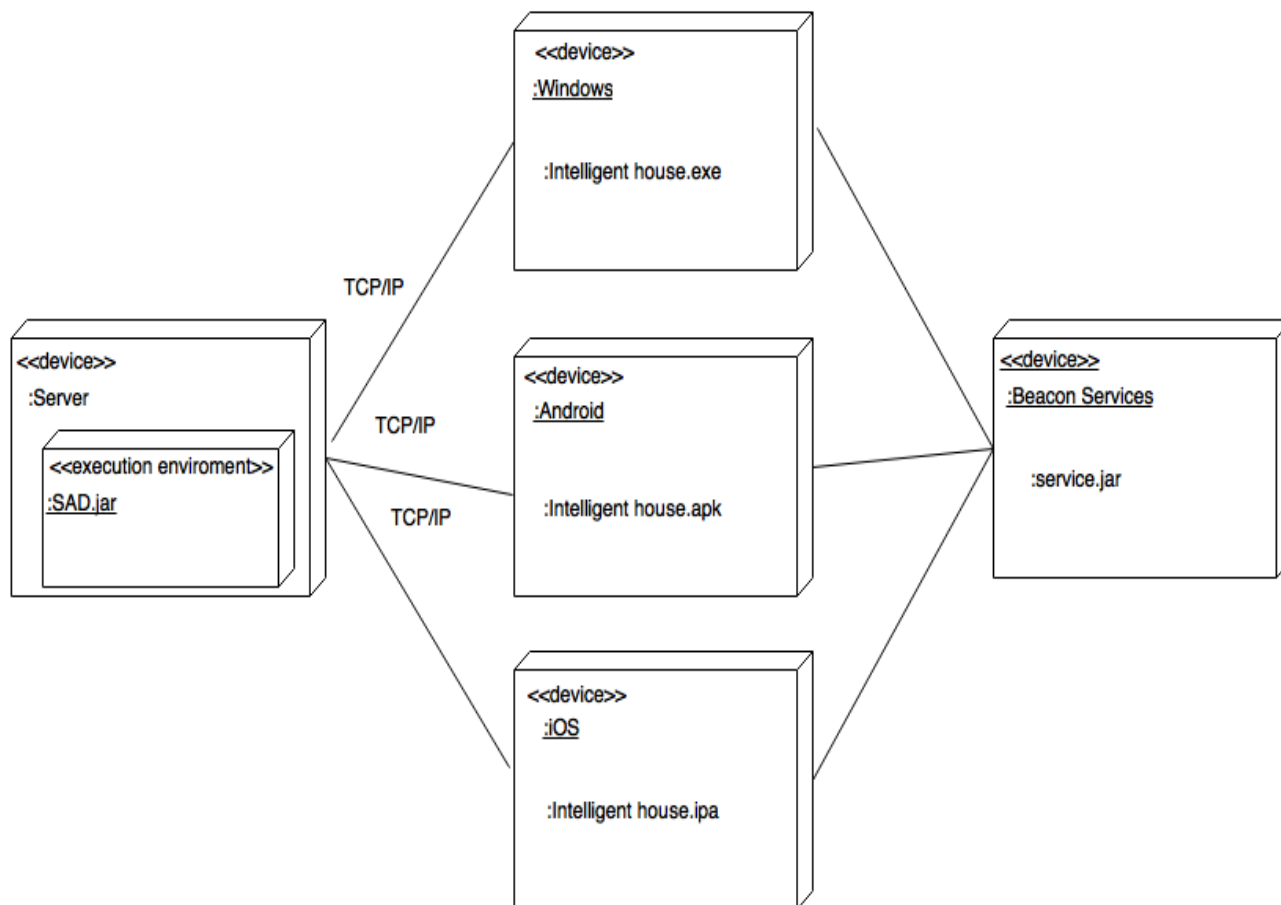 <<device>>
:Windows
:Intelligent house.exe
TCP/IP
<<device>>
:Server
<<execution enviroment>>
:SAD.jar
TCP/IP
TCP/IP
<<device>>
:Android
:Intelligent house.apk
<<device>>
:iOS
:Intelligent house.ipa
<<device>>
:Beacon Services
:service.jar